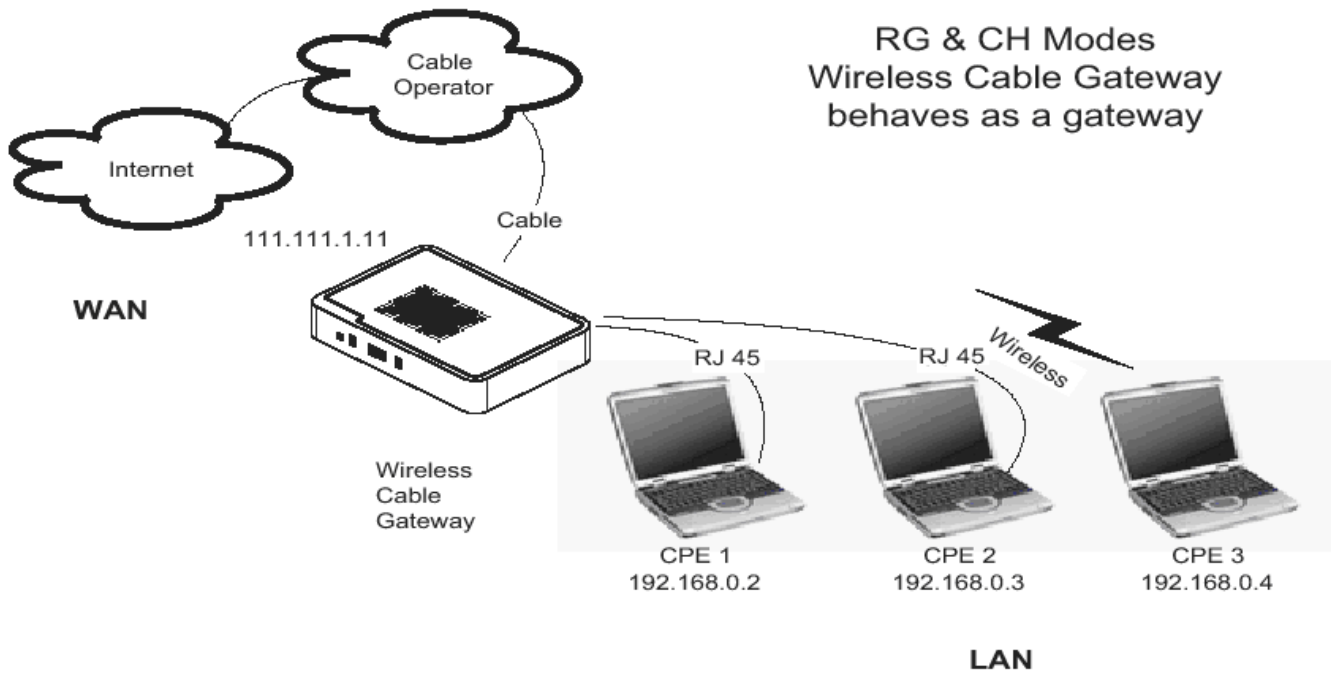 RG & CH Modes
Wireless Cable Gateway
behaves as a gateway
Cable
Operator
Internet
Cable
111.111.1.11
WAN
RJ 45
RJ 45
Wireless
Wireless
Cable
Gateway
CPE 1
192.168.0.2
CPE 2
192.168.0.3
CPE 3
192.168.0.4
LAN